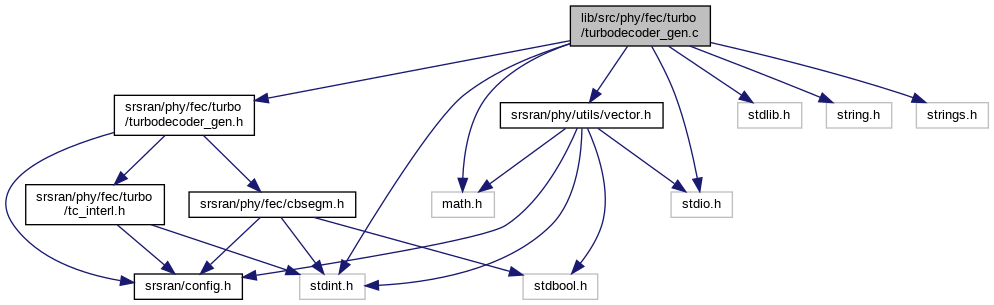 lib/src/phy/fec/turbo
/turbodecoder_gen.c
srsran/phy/fec/turbo
/turbodecoder_gen.h
srsran/phy/utils/vector.h
stdlib.h
string.h
strings.h
srsran/phy/fec/turbo
/tc_interl.h
srsran/phy/fec/cbsegm.h
math.h
stdio.h
srsran/config.h
stdint.h
stdbool.h